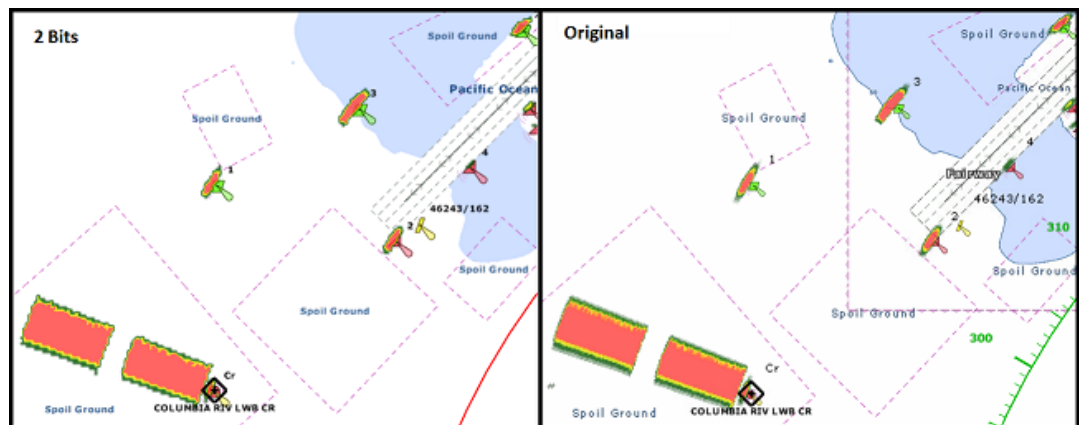 2 Bits
Spoil Ground
Pacific Ocean
3
Spoil Ground
4
1
46243/162
2
Spoil Ground
Spoil Ground
Cr
COLUMBIA RIV LWB CR
Spoil Ground
Original
Spoil Ground
3
Pacific Ocean
Spoil Ground
4
1
Fairway
46243/162
2
310
Spoil Ground
Spoil Ground
300
Cr
COLUMBIA RIV LWB CR
Spoil Ground